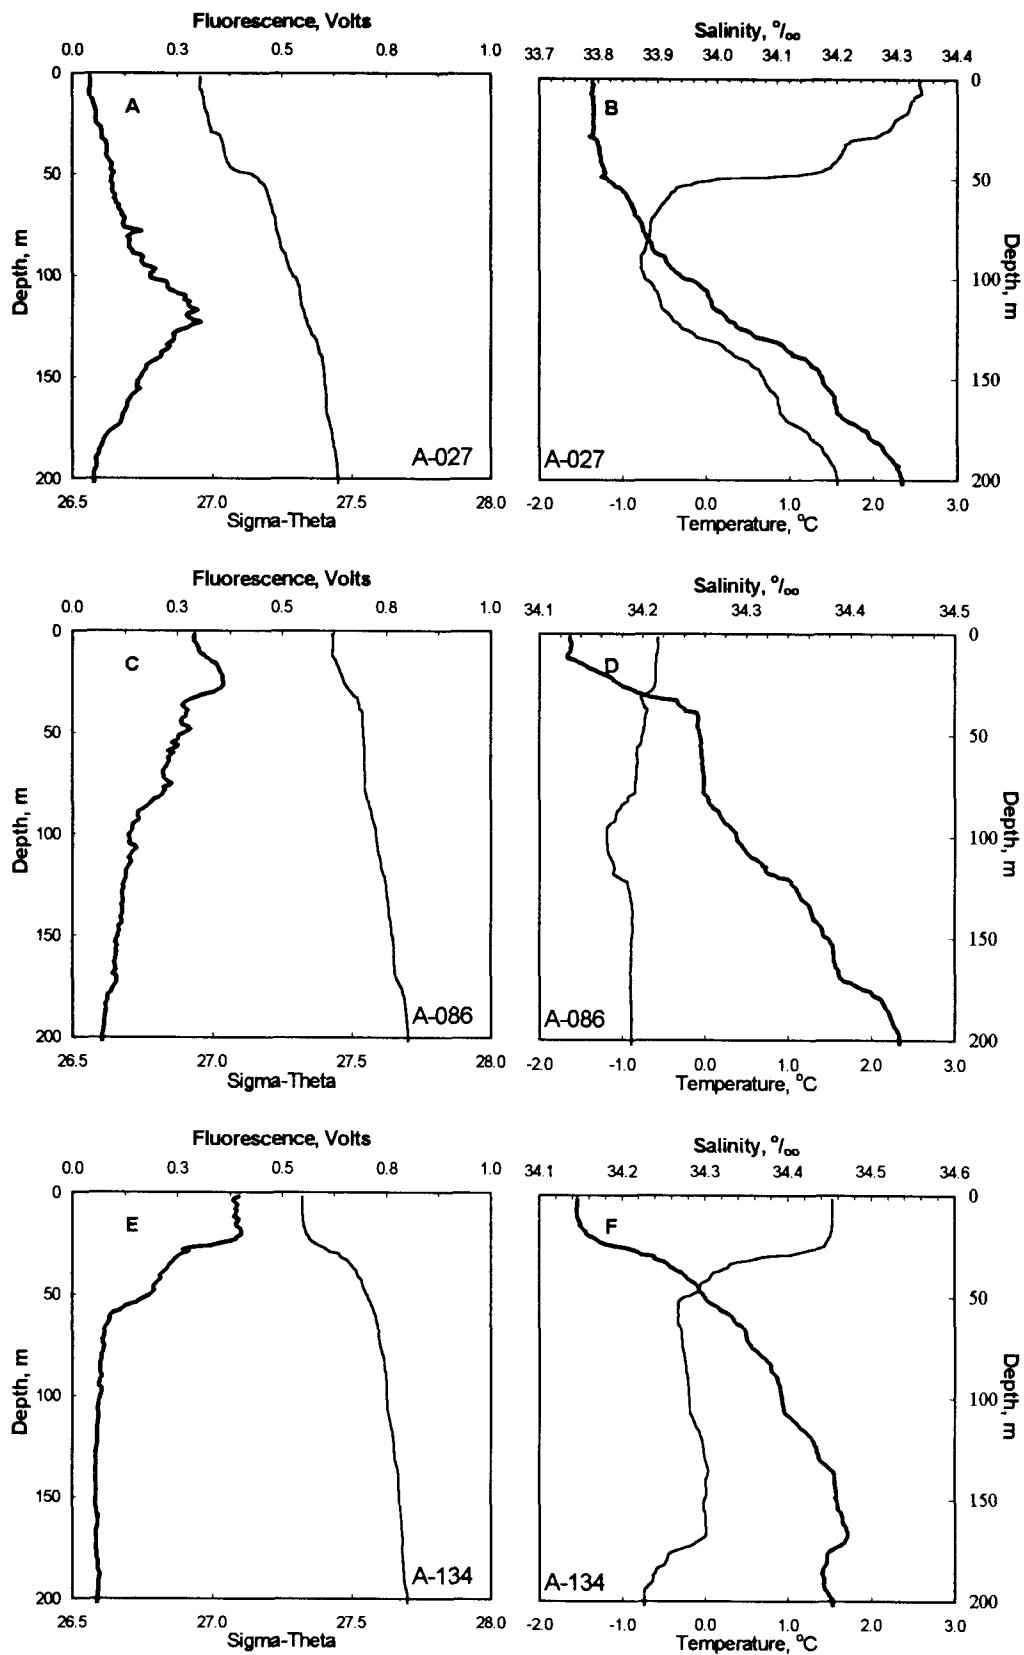 Fluorescence, Volts
0.0 0.3 0.5 0.8 1.0
0
50
100
150
200
Depth, m
A
A-027
26.5 27.0 27.5 28.0
Sigma-Theta
Salinity, º/ₒₒ
33.7 33.8 33.9 34.0 34.1 34.2 34.3 34.4
0
50
100
150
200
Depth, m
B
A-027
-2.0 -1.0 0.0 1.0 2.0 3.0
Temperature, ºC
Fluorescence, Volts
0.0 0.3 0.5 0.8 1.0
0
50
100
150
200
Depth, m
C
A-086
26.5 27.0 27.5 28.0
Sigma-Theta
Salinity, º/ₒₒ
34.1 34.2 34.3 34.4 34.5
0
50
100
150
200
Depth, m
D
A-086
-2.0 -1.0 0.0 1.0 2.0 3.0
Temperature, ºC
Fluorescence, Volts
0.0 0.3 0.5 0.8 1.0
0
50
100
150
200
Depth, m
E
A-134
26.5 27.0 27.5 28.0
Sigma-Theta
Salinity, º/ₒₒ
34.1 34.2 34.3 34.4 34.5 34.6
0
50
100
150
200
Depth, m
F
A-134
-2.0 -1.0 0.0 1.0 2.0 3.0
Temperature, ºC